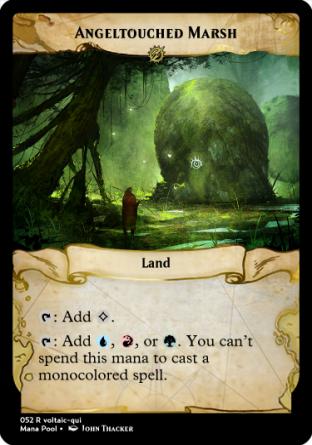 Angeltouched Marsh
Land
: Add .
: Add , , or . You can't
spend this mana to cast a
monocolored spell.
052 R voltaic-qui
Mana Pool • John Thacker